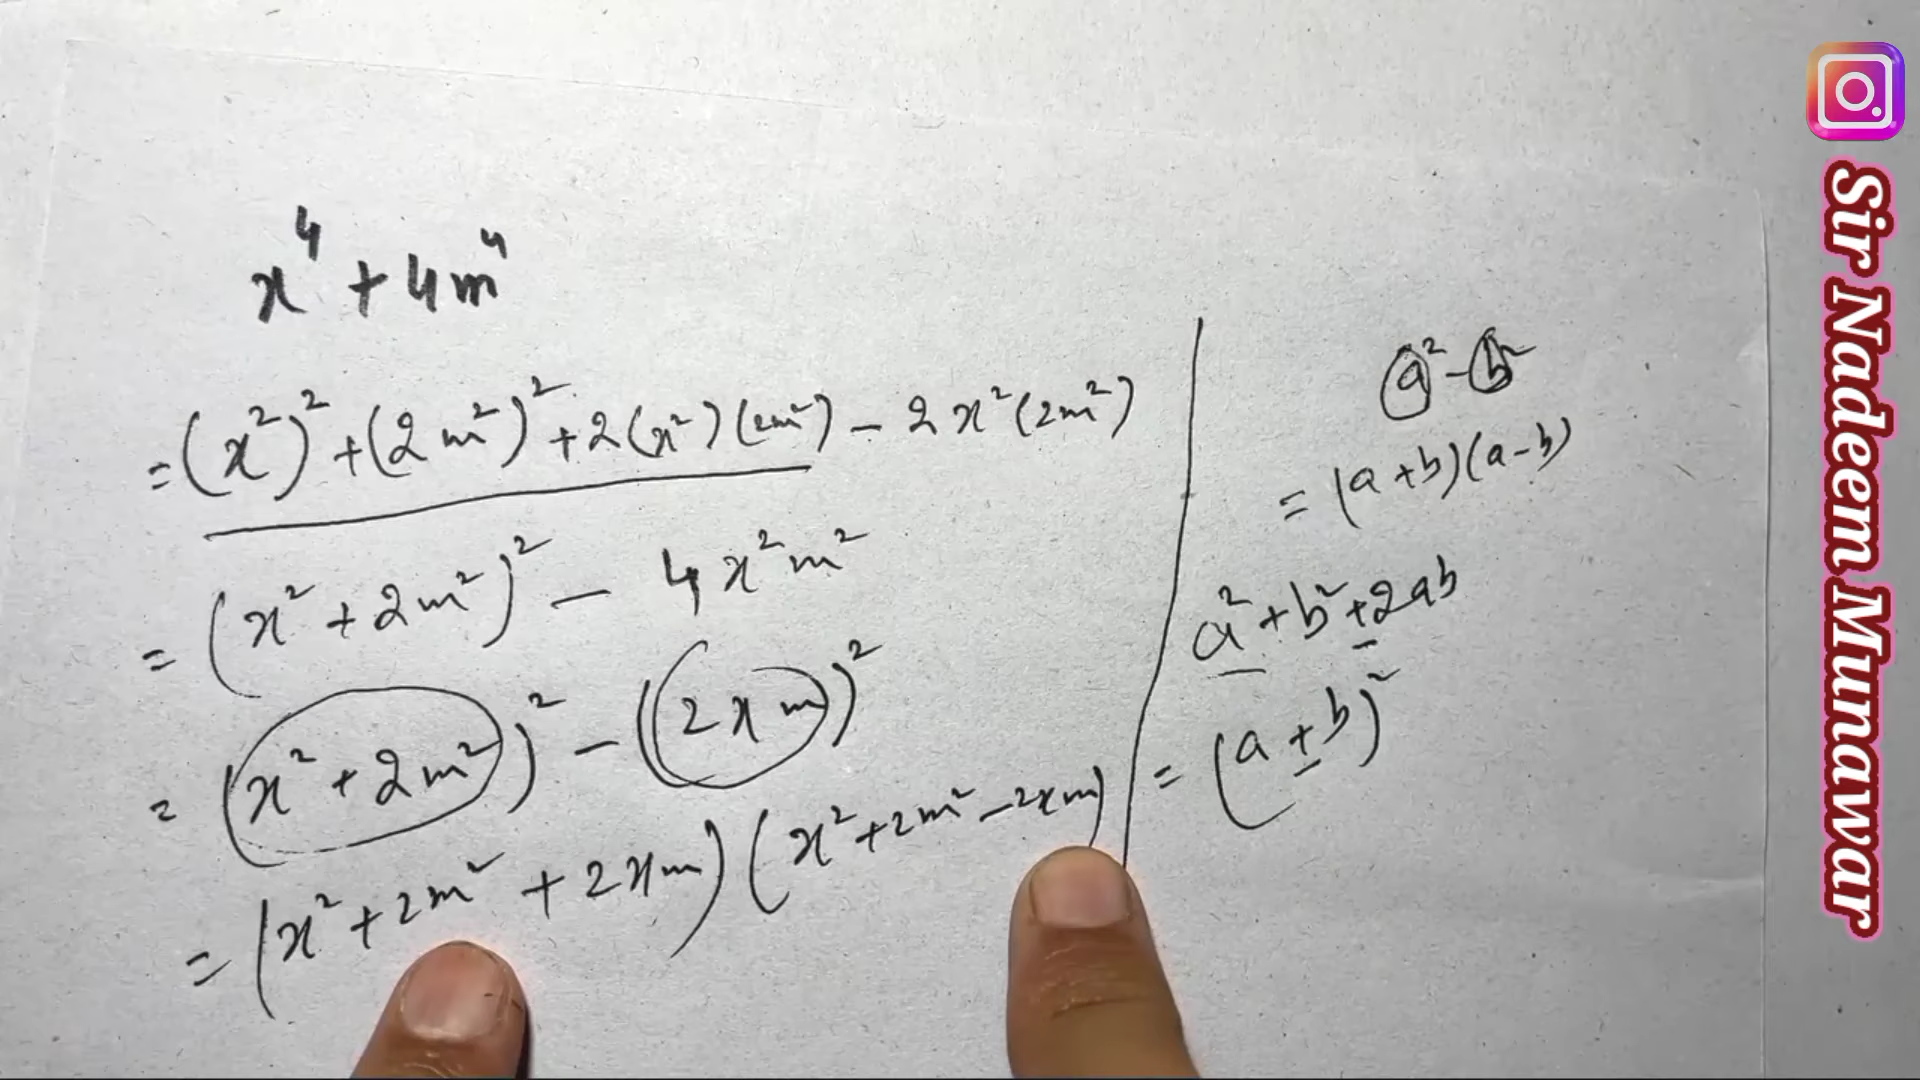 x⁴ + 4m⁴
= (x²)² + (2m²)² + 2(x²)(2m²) - 2x²(2m²)
= (x² + 2m²)² - 4x²m²
= (x² + 2m²)² - (2xm)²
= (x² + 2m² + 2xm)(x² + 2m² - 2xm)
a² - b²
= (a + b)(a - b)
a² + b² + 2ab
= (a + b)²
Sir Nadeem Munawar